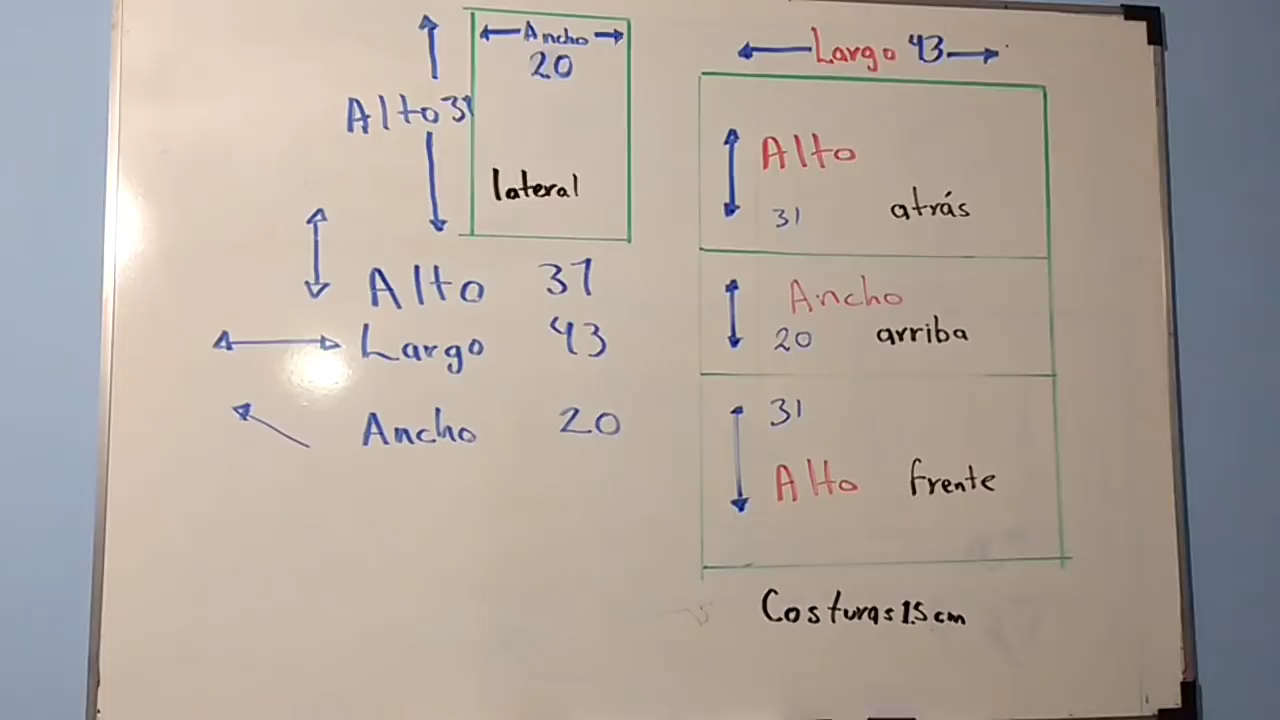 Ancho
20
Alto 31
lateral
Alto 31
Largo 43
Ancho 20
Largo 43
Alto
31 atrás
Ancho
20 arriba
31
Alto frente
Costuras 1.5 cm